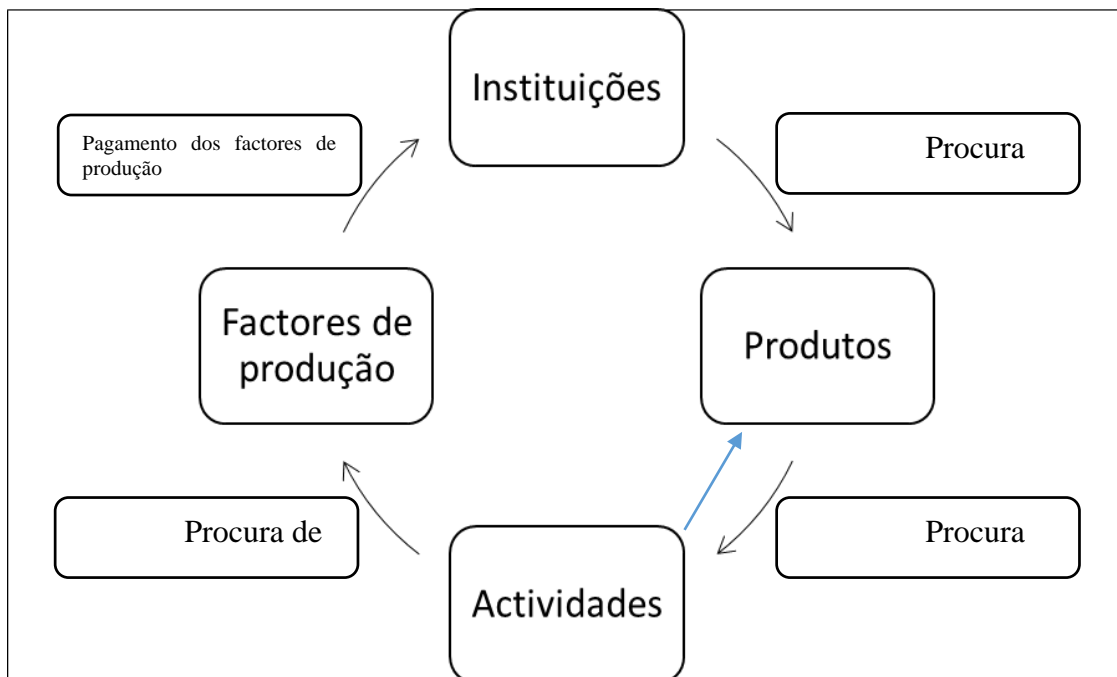 Instituições
Pagamento dos factores de
produção
Procura
Factores de
produção
Produtos
Procura de
Procura
Actividades